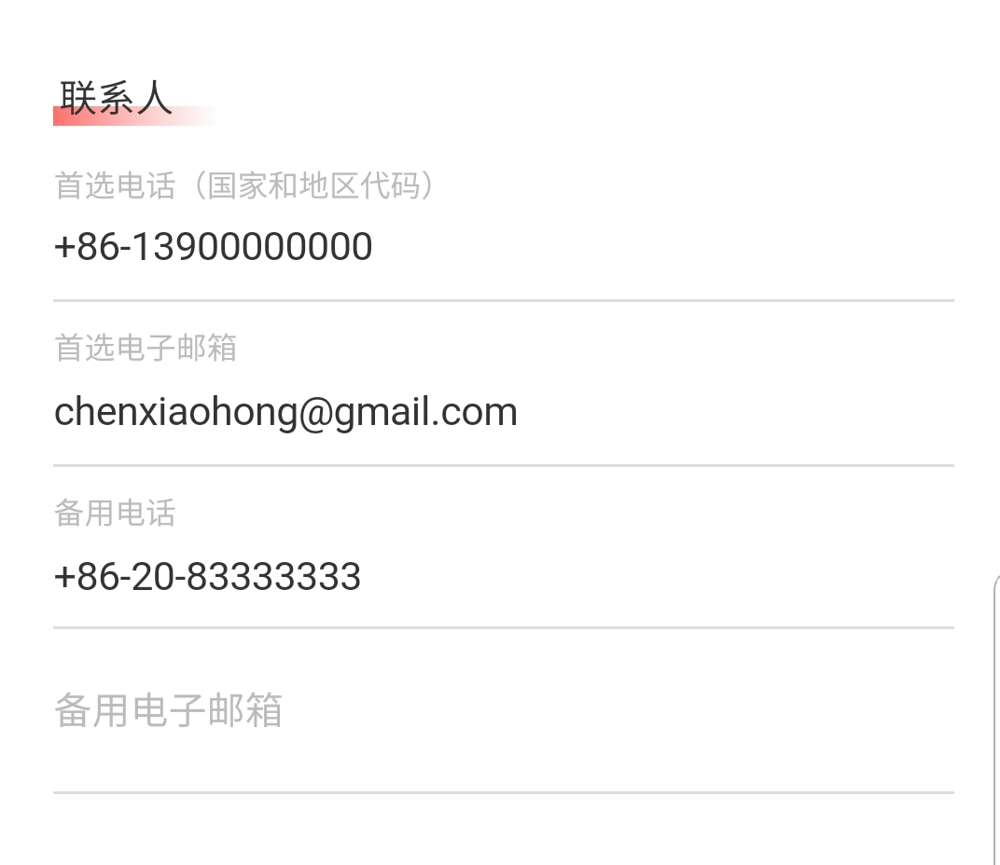 联系人
首选电话（国家和地区代码）
+86-13900000000
首选电子邮箱
chenxiaohong@gmail.com
备用电话
+86-20-83333333
备用电子邮箱